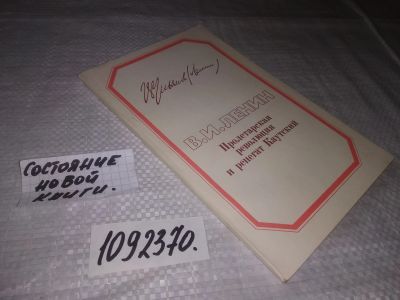 В.И.ЛЕНИН
Пролетарская
революция
и ренегат Каутский
СОСТОЯНИЕ
НОВОЙ
КНИГИ.
1092370.